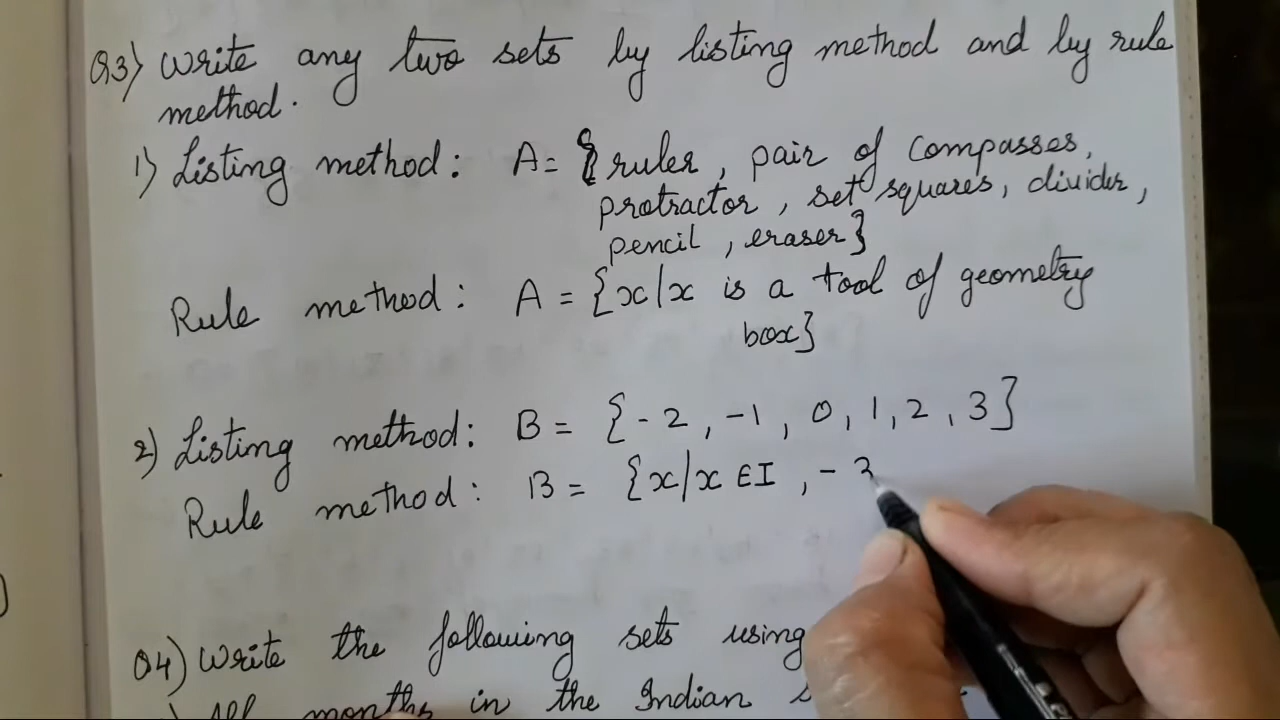 Q3) Write any two sets by listing method and by rule
method.
1) Listing method: A = {ruler, pair of compasses,
protractor, set squares, divider,
pencil, eraser}
Rule method: A = {x/x is a tool of geometry
box}
2) Listing method: B = {-2, -1, 0, 1, 2, 3}
Rule method: B = {x/x ∈ I, -3
Q4) Write the following sets using
All months in the Indian